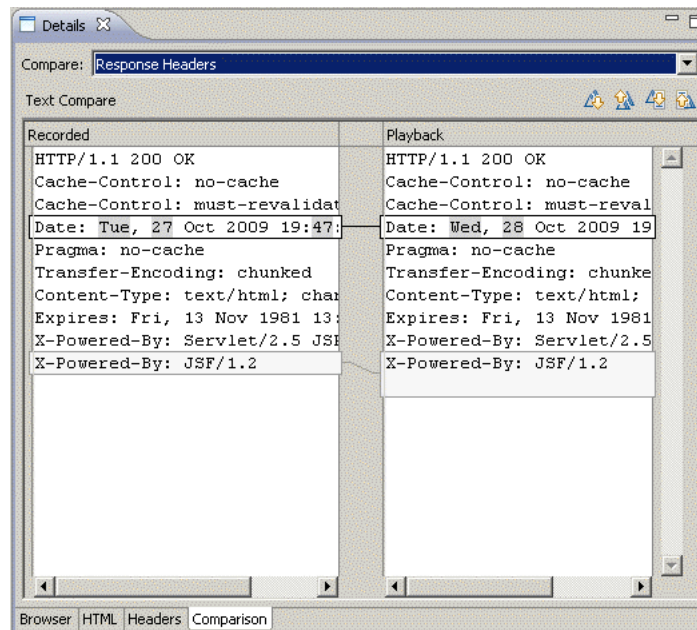 Details
Compare: Response Headers
Text Compare
Recorded
HTTP/1.1 200 OK
Cache-Control: no-cache
Cache-Control: must-revalidat
Date: Tue, 27 Oct 2009 19:47:
Pragma: no-cache
Transfer-Encoding: chunked
Content-Type: text/html; char
Expires: Fri, 13 Nov 1981 13:
X-Powered-By: Servlet/2.5 JSF
X-Powered-By: JSF/1.2
Playback
HTTP/1.1 200 OK
Cache-Control: no-cache
Cache-Control: must-reval
Date: Wed, 28 Oct 2009 19
Pragma: no-cache
Transfer-Encoding: chunke
Content-Type: text/html;
Expires: Fri, 13 Nov 1981
X-Powered-By: Servlet/2.5
X-Powered-By: JSF/1.2
Browser HTML Headers Comparison